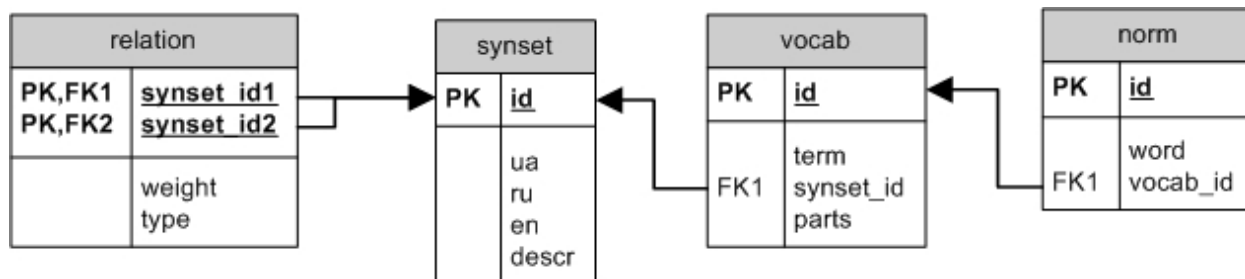 relation
PK,FK1 synset_id1
PK,FK2 synset_id2
weight
type
synset
PK id
ua
ru
en
descr
vocab
PK id
term
FK1 synset_id
parts
norm
PK id
word
FK1 vocab_id